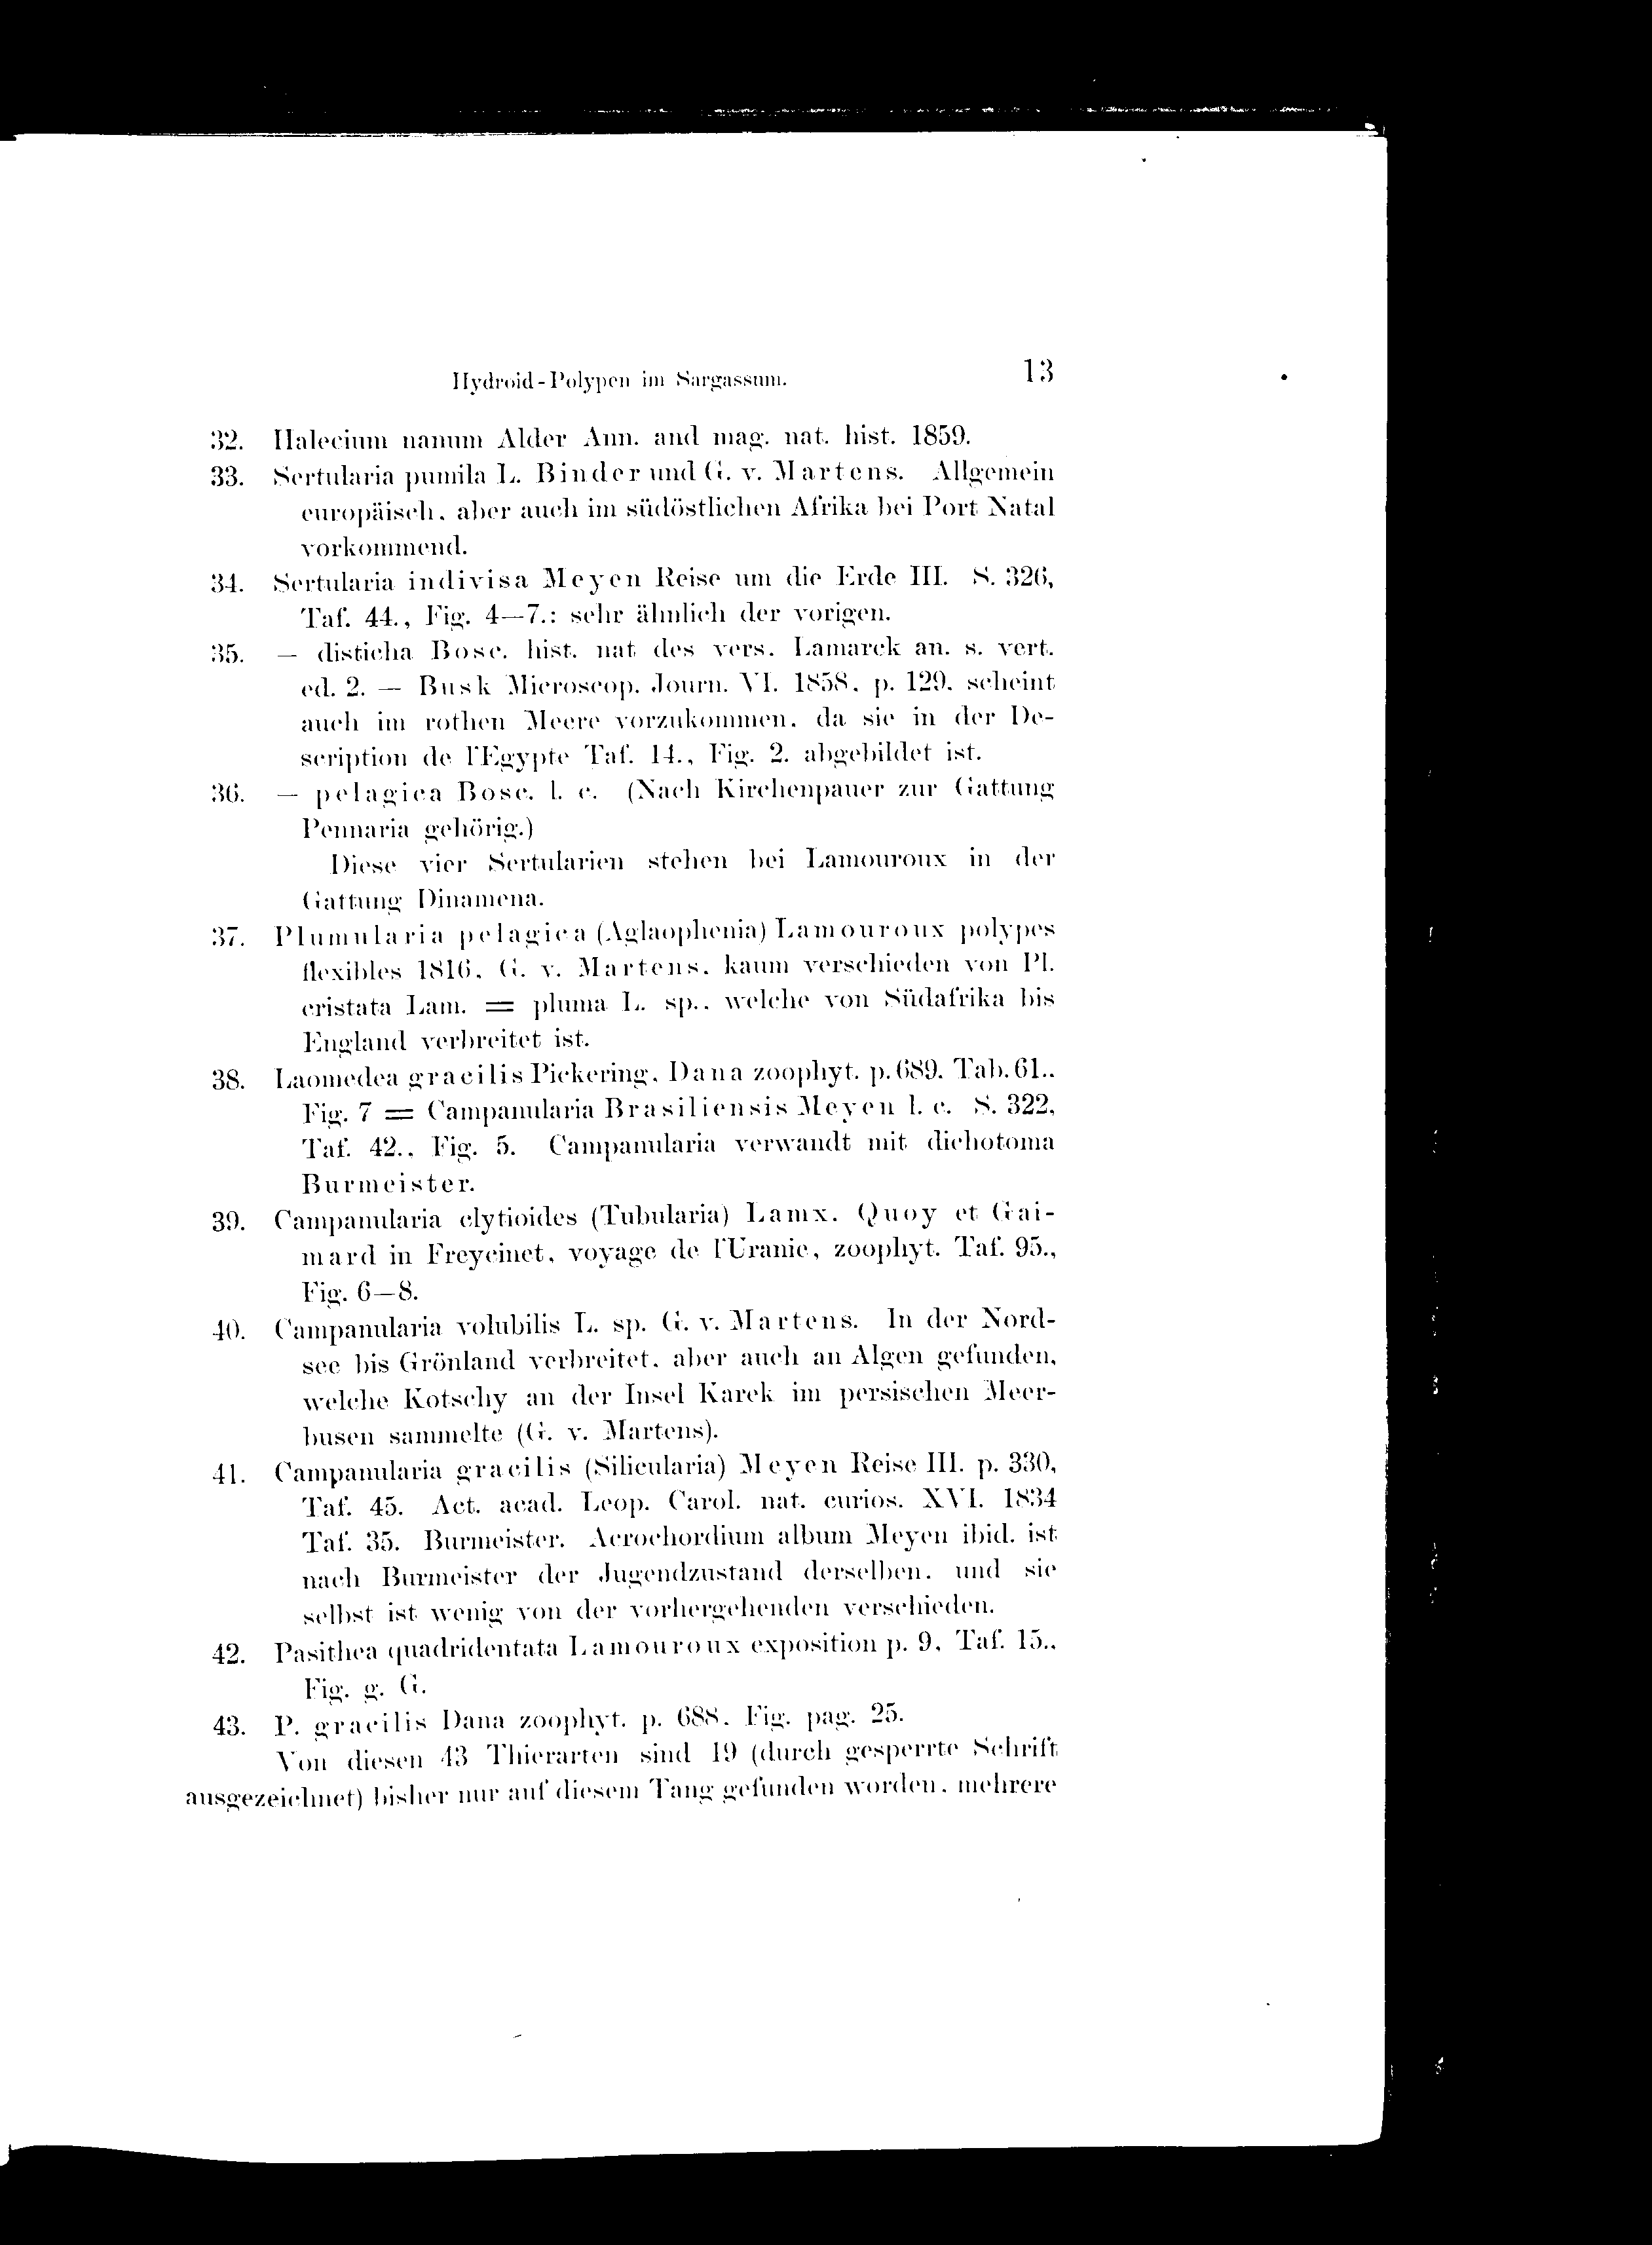 Hydroid-Polypen im Sargassum. 13
32. Halecium nanum Alder Ann. and mag. nat. hist. 1859.
33. Sertularia pumila L. Binder und G. v. Martens. Allgemein
europäisch, aber auch im südöstlichen Afrika bei Port Natal
vorkommend.
34. Sertularia indivisa Meyen Reise um die Erde III. S. 326,
Taf. 44., Fig. 4—7.; sehr ähnlich der vorigen.
35. — disticha Bosc. hist. nat des vers. Lamarck an. s. vert.
ed. 2. — Busk Microscop. Journ. VI. 1858. p. 129. scheint
auch im rothen Meere vorzukommen, da sie in der De-
scription de l'Egypte Taf. 14., Fig. 2. abgebildet ist.
36. — pelagica Bosc. l. c. (Nach Kirchenpauer zur Gattung
Pennaria gehörig.)
Diese vier Sertularien stehen bei Lamouroux in der
Gattung Dinamena.
37. Plumularia pelagica (Aglaophenia) Lamouroux polypes
flexibles 1816. G. v. Martens. kaum verschieden von Pl.
cristata Lam. = pluma L. sp., welche von Südafrika bis
England verbreitet ist.
38. Laomedea gracilis Pickering. Dana zoophyt. p. 689. Tab. 61.,
Fig. 7 = Campanularia Brasiliensis Meyen l. c. S. 322,
Taf. 42., Fig. 5. Campanularia verwandt mit dichotoma
Burmeister.
39. Campanularia clytioides (Tubularia) Lamx. Quoy et Gai-
mard in Freycinet, voyage de l'Uranie, zoophyt. Taf. 95.,
Fig. 6—8.
40. Campanularia volubilis L. sp. G. v. Martens. In der Nord-
see bis Grönland verbreitet, aber auch an Algen gefunden,
welche Kotschy an der Insel Karek im persischen Meer-
busen sammelte (G. v. Martens).
41. Campanularia gracilis (Silicularia) Meyen Reise III. p. 330,
Taf. 45. Act. acad. Leop. Carol. nat. curios. XVI. 1834
Taf. 35. Burmeister. Acrochordium album Meyen ibid. ist
nach Burmeister der Jugendzustand derselben, und sie
selbst ist wenig von der vorhergehenden verschieden.
42. Pasithea quadridentata Lamouroux exposition p. 9, Taf. 15.,
Fig. g. G.
43. P. gracilis Dana zoophyt. p. 688. Fig. pag. 25.
Von diesen 43 Thierarten sind 19 (durch gesperrte Schrift
ausgezeichnet) bisher nur auf diesem Tang gefunden worden, mehrere